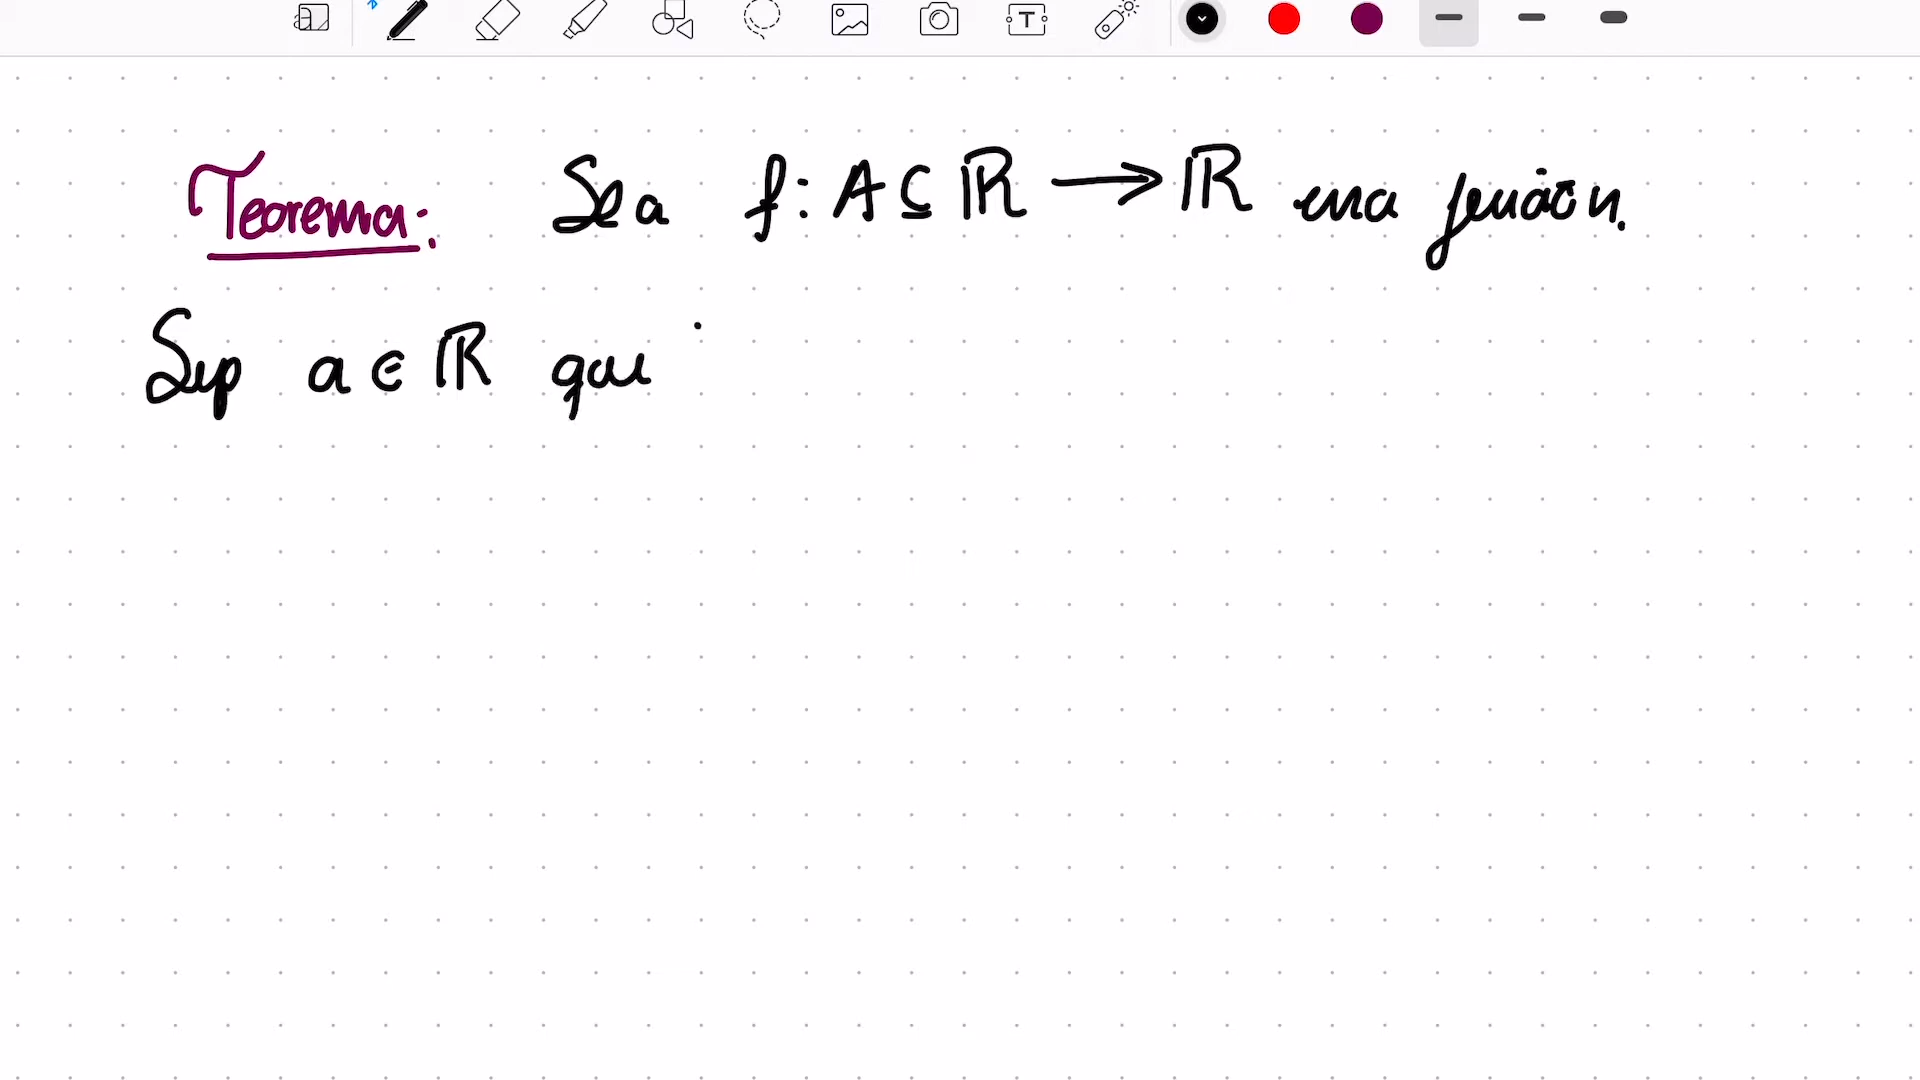 Teorema: Sea f: A ⊆ ℝ → ℝ una función.
Sup a ∈ ℝ que